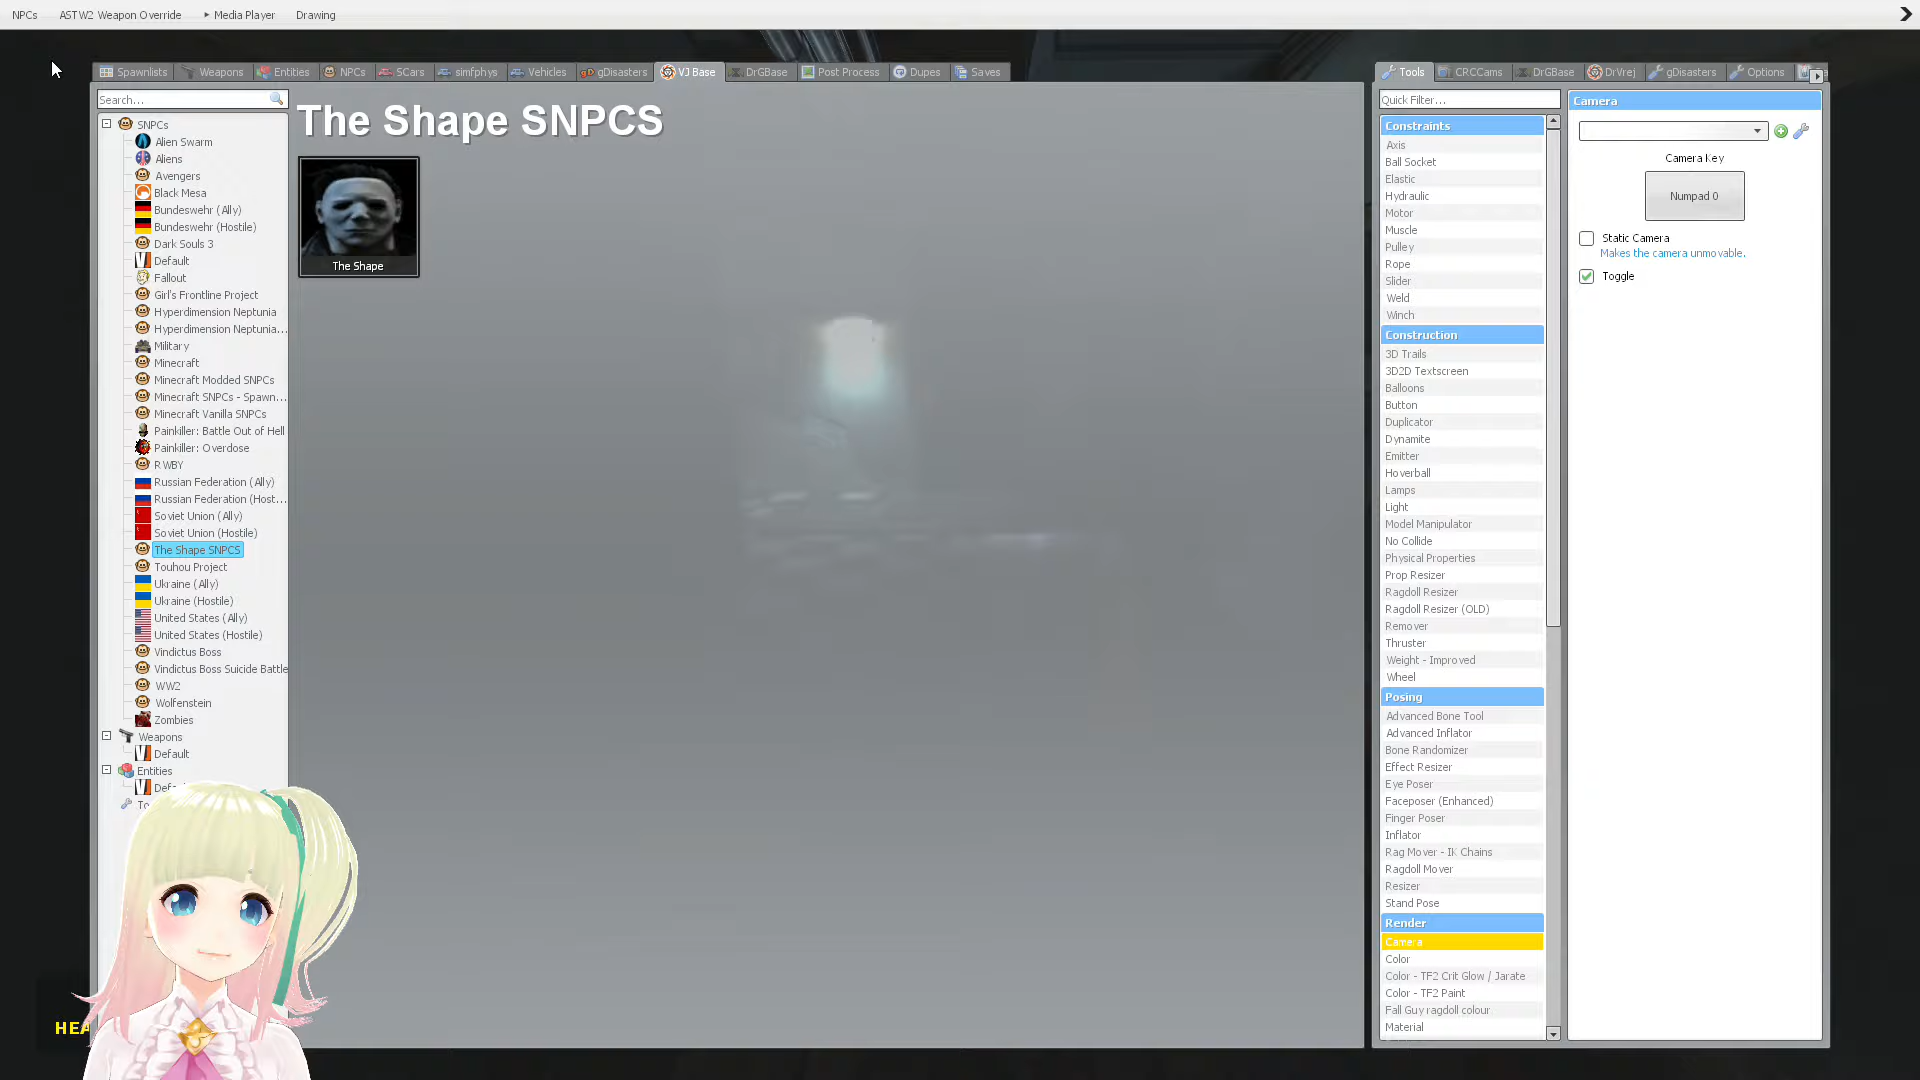 NPCs
ASTW2 Weapon Override
Media Player
Drawing
Spawnlists
Weapons
Entities
NPCs
SCars
simfphys
Vehicles
gDisasters
VJ Base
DrGBase
Post Process
Dupes
Saves
Search...
SNPCs
Alien Swarm
Aliens
Avengers
Black Mesa
Bundeswehr (Ally)
Bundeswehr (Hostile)
Dark Souls 3
Default
Fallout
Girl's Frontline Project
Hyperdimension Neptunia
Hyperdimension Neptunia...
Military
Minecraft
Minecraft Modded SNPCs
Minecraft SNPCs - Spawn...
Minecraft Vanilla SNPCs
Painkiller: Battle Out of Hell
Painkiller: Overdose
RWBY
Russian Federation (Ally)
Russian Federation (Host...
Soviet Union (Ally)
Soviet Union (Hostile)
The Shape SNPCS
Touhou Project
Ukraine (Ally)
Ukraine (Hostile)
United States (Ally)
United States (Hostile)
Vindictus Boss
Vindictus Boss Suicide Battle
WW2
Wolfenstein
Zombies
Weapons
Default
Entities
The Shape SNPCS
The Shape
Tools
CRCCams
DrGBase
DrVrej
gDisasters
Options
Quick Filter...
Constraints
Axis
Ball Socket
Elastic
Hydraulic
Motor
Muscle
Pulley
Rope
Slider
Weld
Winch
Construction
3D Trails
3D2D Textscreen
Balloons
Button
Duplicator
Dynamite
Emitter
Hoverball
Lamps
Light
Model Manipulator
No Collide
Physical Properties
Prop Resizer
Ragdoll Resizer
Ragdoll Resizer (OLD)
Remover
Thruster
Weight - Improved
Wheel
Posing
Advanced Bone Tool
Advanced Inflator
Bone Randomizer
Effect Resizer
Eye Poser
Faceposer (Enhanced)
Finger Poser
Inflator
Rag Mover - IK Chains
Ragdoll Mover
Resizer
Stand Pose
Render
Camera
Color
Color - TF2 Crit Glow / Jarate
Color - TF2 Paint
Fall Guy ragdoll colour
Material
Camera
Camera Key
Numpad 0
Static Camera
Makes the camera unmovable.
Toggle